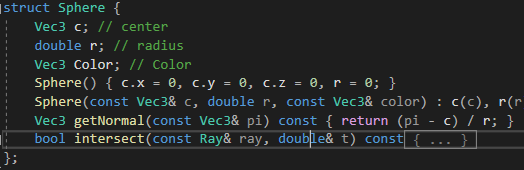 struct Sphere {
Vec3 c; // center
double r; // radius
Vec3 Color; // Color
Sphere() { c.x = 0, c.y = 0, c.z = 0, r = 0; }
Sphere(const Vec3& c, double r, const Vec3& color) : c(c), r(r
Vec3 getNormal(const Vec3& pi) const { return (pi - c) / r; }
bool intersect(const Ray& ray, double& t) const { ... }
};